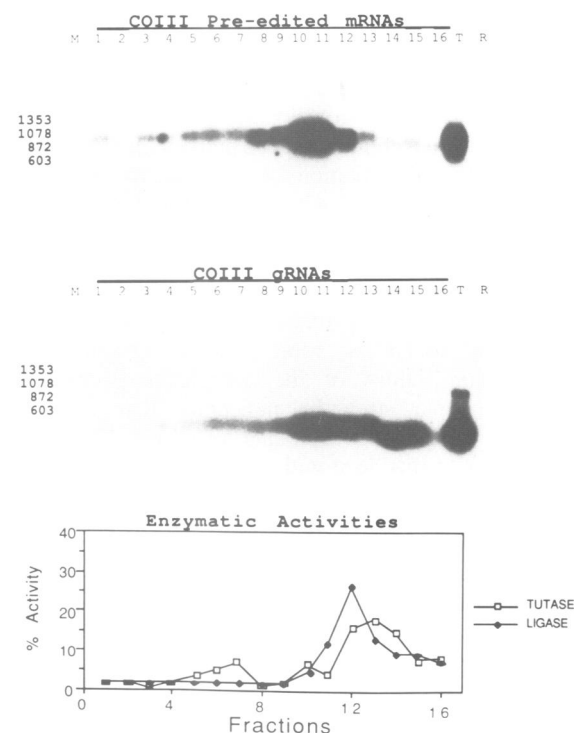 COIII Pre-edited mRNAs
M 1 2 3 4 5 6 7 8 9 10 11 12 13 14 15 16 T R
1353
1078
872
603
COIII gRNAs
M 1 2 3 4 5 6 7 8 9 10 11 12 13 14 15 16 T R
1353
1078
872
603
Enzymatic Activities
40
30
20
10
0
% Activity
0 4 8 12 16
Fractions
TUTASE
LIGASE